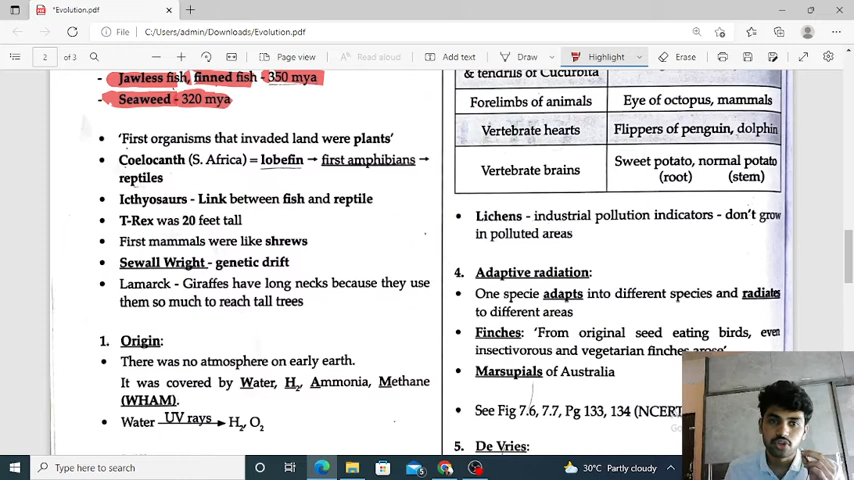 *Evolution.pdf
File
C:/Users/admin/Downloads/Evolution.pdf
2 of 3
Page view
Read aloud
Add text
Draw
Highlight
Erase
- Jawless fish, finned fish - 350 mya
- Seaweed - 320 mya
• 'First organisms that invaded land were plants'
• Coelocanth (S. Africa) = lobefin → first amphibians →
reptiles
• Icthyosaurs - Link between fish and reptile
• T-Rex was 20 feet tall
• First mammals were like shrews
• Sewall Wright - genetic drift
• Lamarck - Giraffes have long necks because they use
them so much to reach tall trees
1. Origin:
• There was no atmosphere on early earth.
It was covered by Water, H2, Ammonia, Methane
(WHAM).
• Water UV rays → H2, O2
& tendrils of Cucurbita
Forelimbs of animals Eye of octopus, mammals
Vertebrate hearts Flippers of penguin, dolphin
Vertebrate brains Sweet potato, normal potato
(root) (stem)
• Lichens - industrial pollution indicators - don't grow
in polluted areas
4. Adaptive radiation:
• One specie adapts into different species and radiates
to different areas
• Finches: 'From original seed eating birds, even
insectivorous and vegetarian finches arose'
• Marsupials of Australia
• See Fig 7.6, 7.7, Pg 133, 134 (NCERT
5. De Vries:
Type here to search
5
30°C Partly cloudy